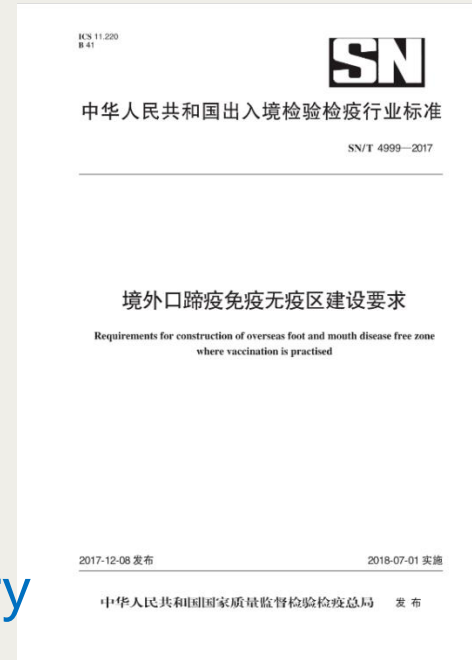 ICS 11.220
B 41
SN
中华人民共和国出入境检验检疫行业标准
SN/T 4999—2017
境外口蹄疫免疫无疫区建设要求
Requirements for construction of overseas foot and mouth disease free zone
where vaccination is practised
2017-12-08 发布 2018-07-01 实施
中华人民共和国国家质量监督检验检疫总局 发布